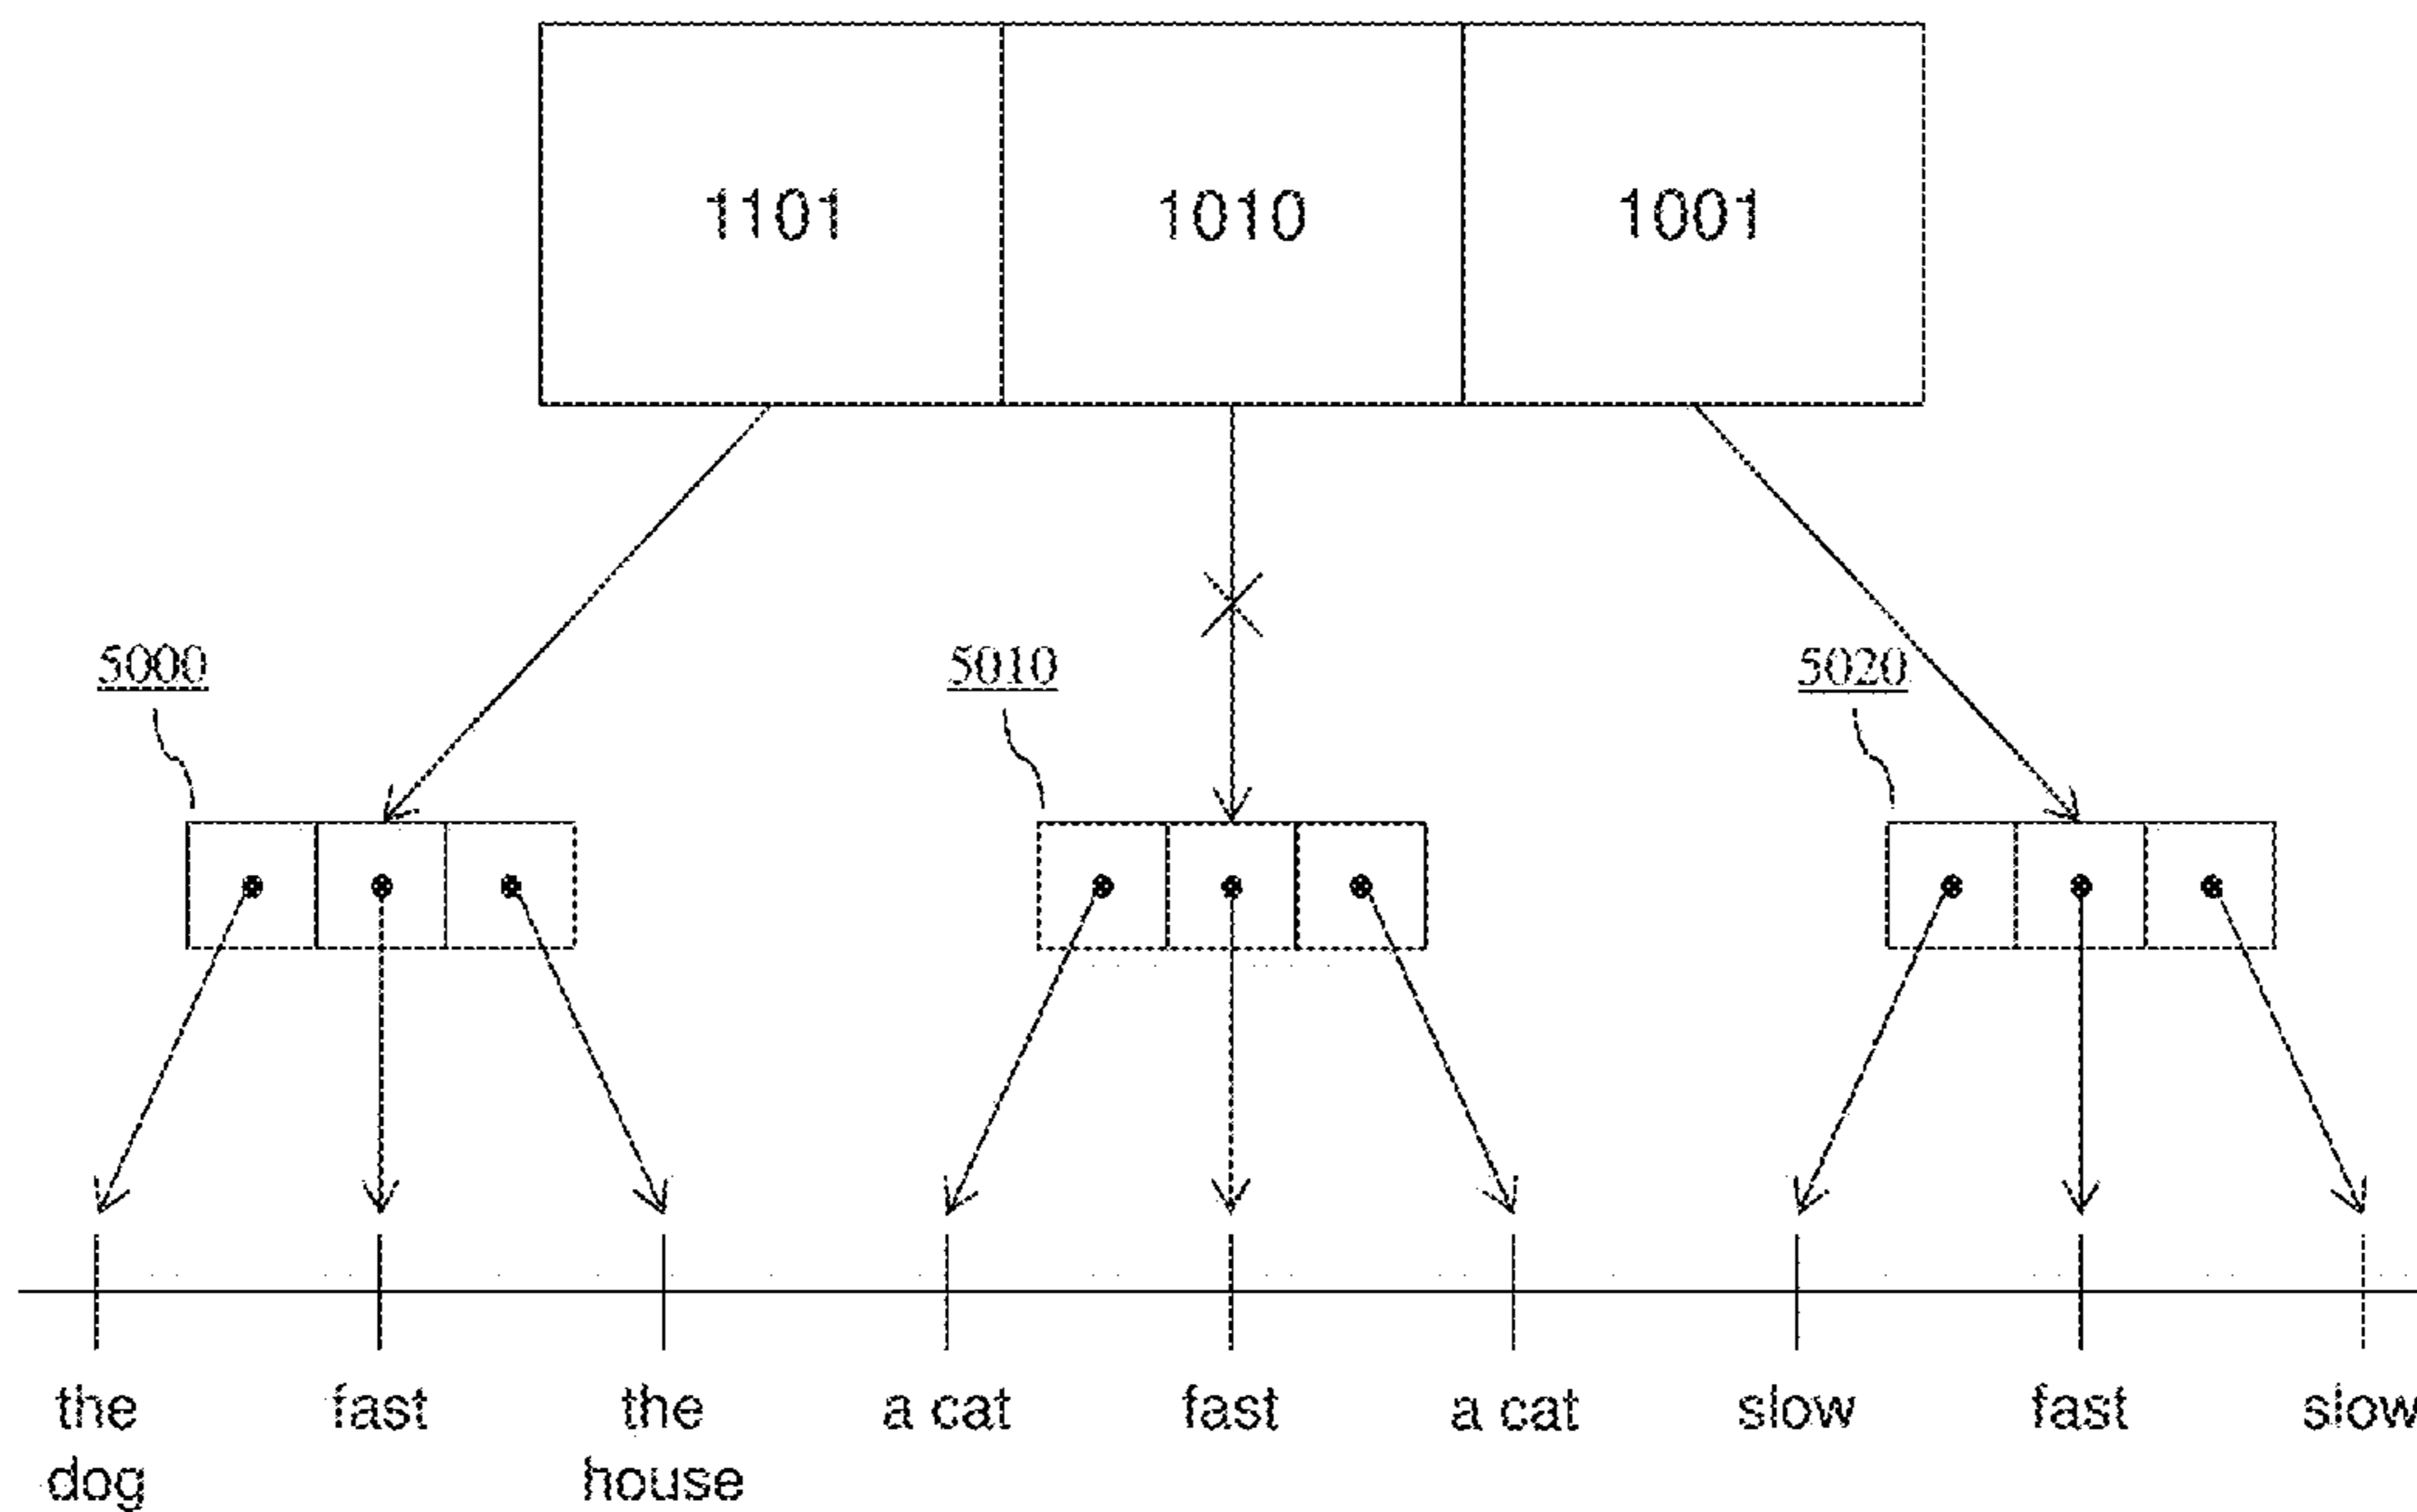 1101 1010 1001
5000 5010 5020
the fast the a cat fast a cat slow fast slow
dog house